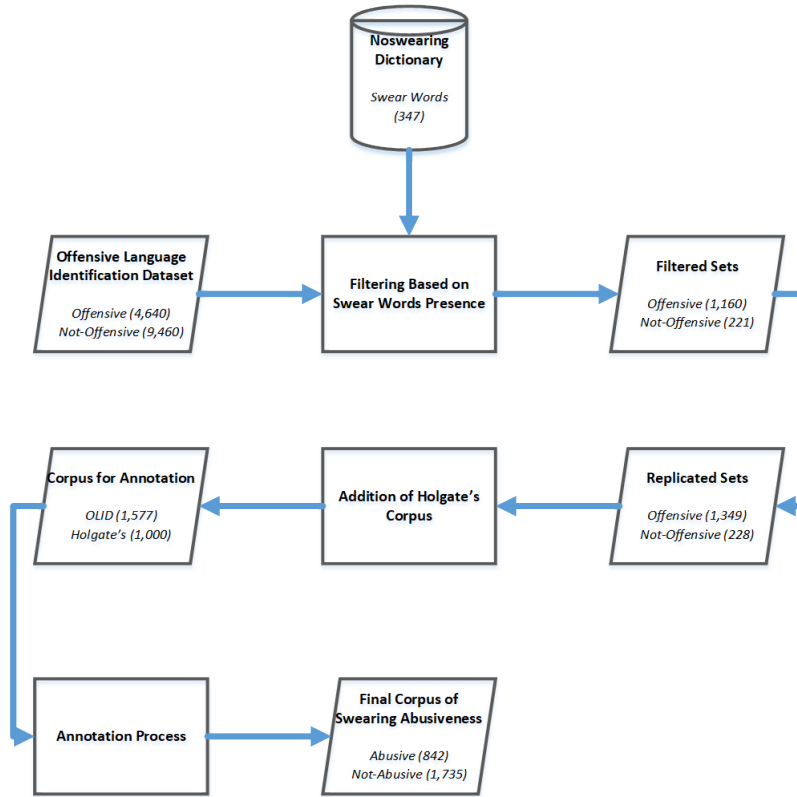 Noswearing
Dictionary
Swear Words
(347)
Offensive Language
Identification Dataset
Offensive (4,640)
Not-Offensive (9,460)
Filtering Based on
Swear Words Presence
Filtered Sets
Offensive (1,160)
Not-Offensive (221)
Corpus for Annotation
OLID (1,577)
Holgate's (1,000)
Addition of Holgate's
Corpus
Replicated Sets
Offensive (1,349)
Not-Offensive (228)
Annotation Process
Final Corpus of
Swearing Abusiveness
Abusive (842)
Not-Abusive (1,735)